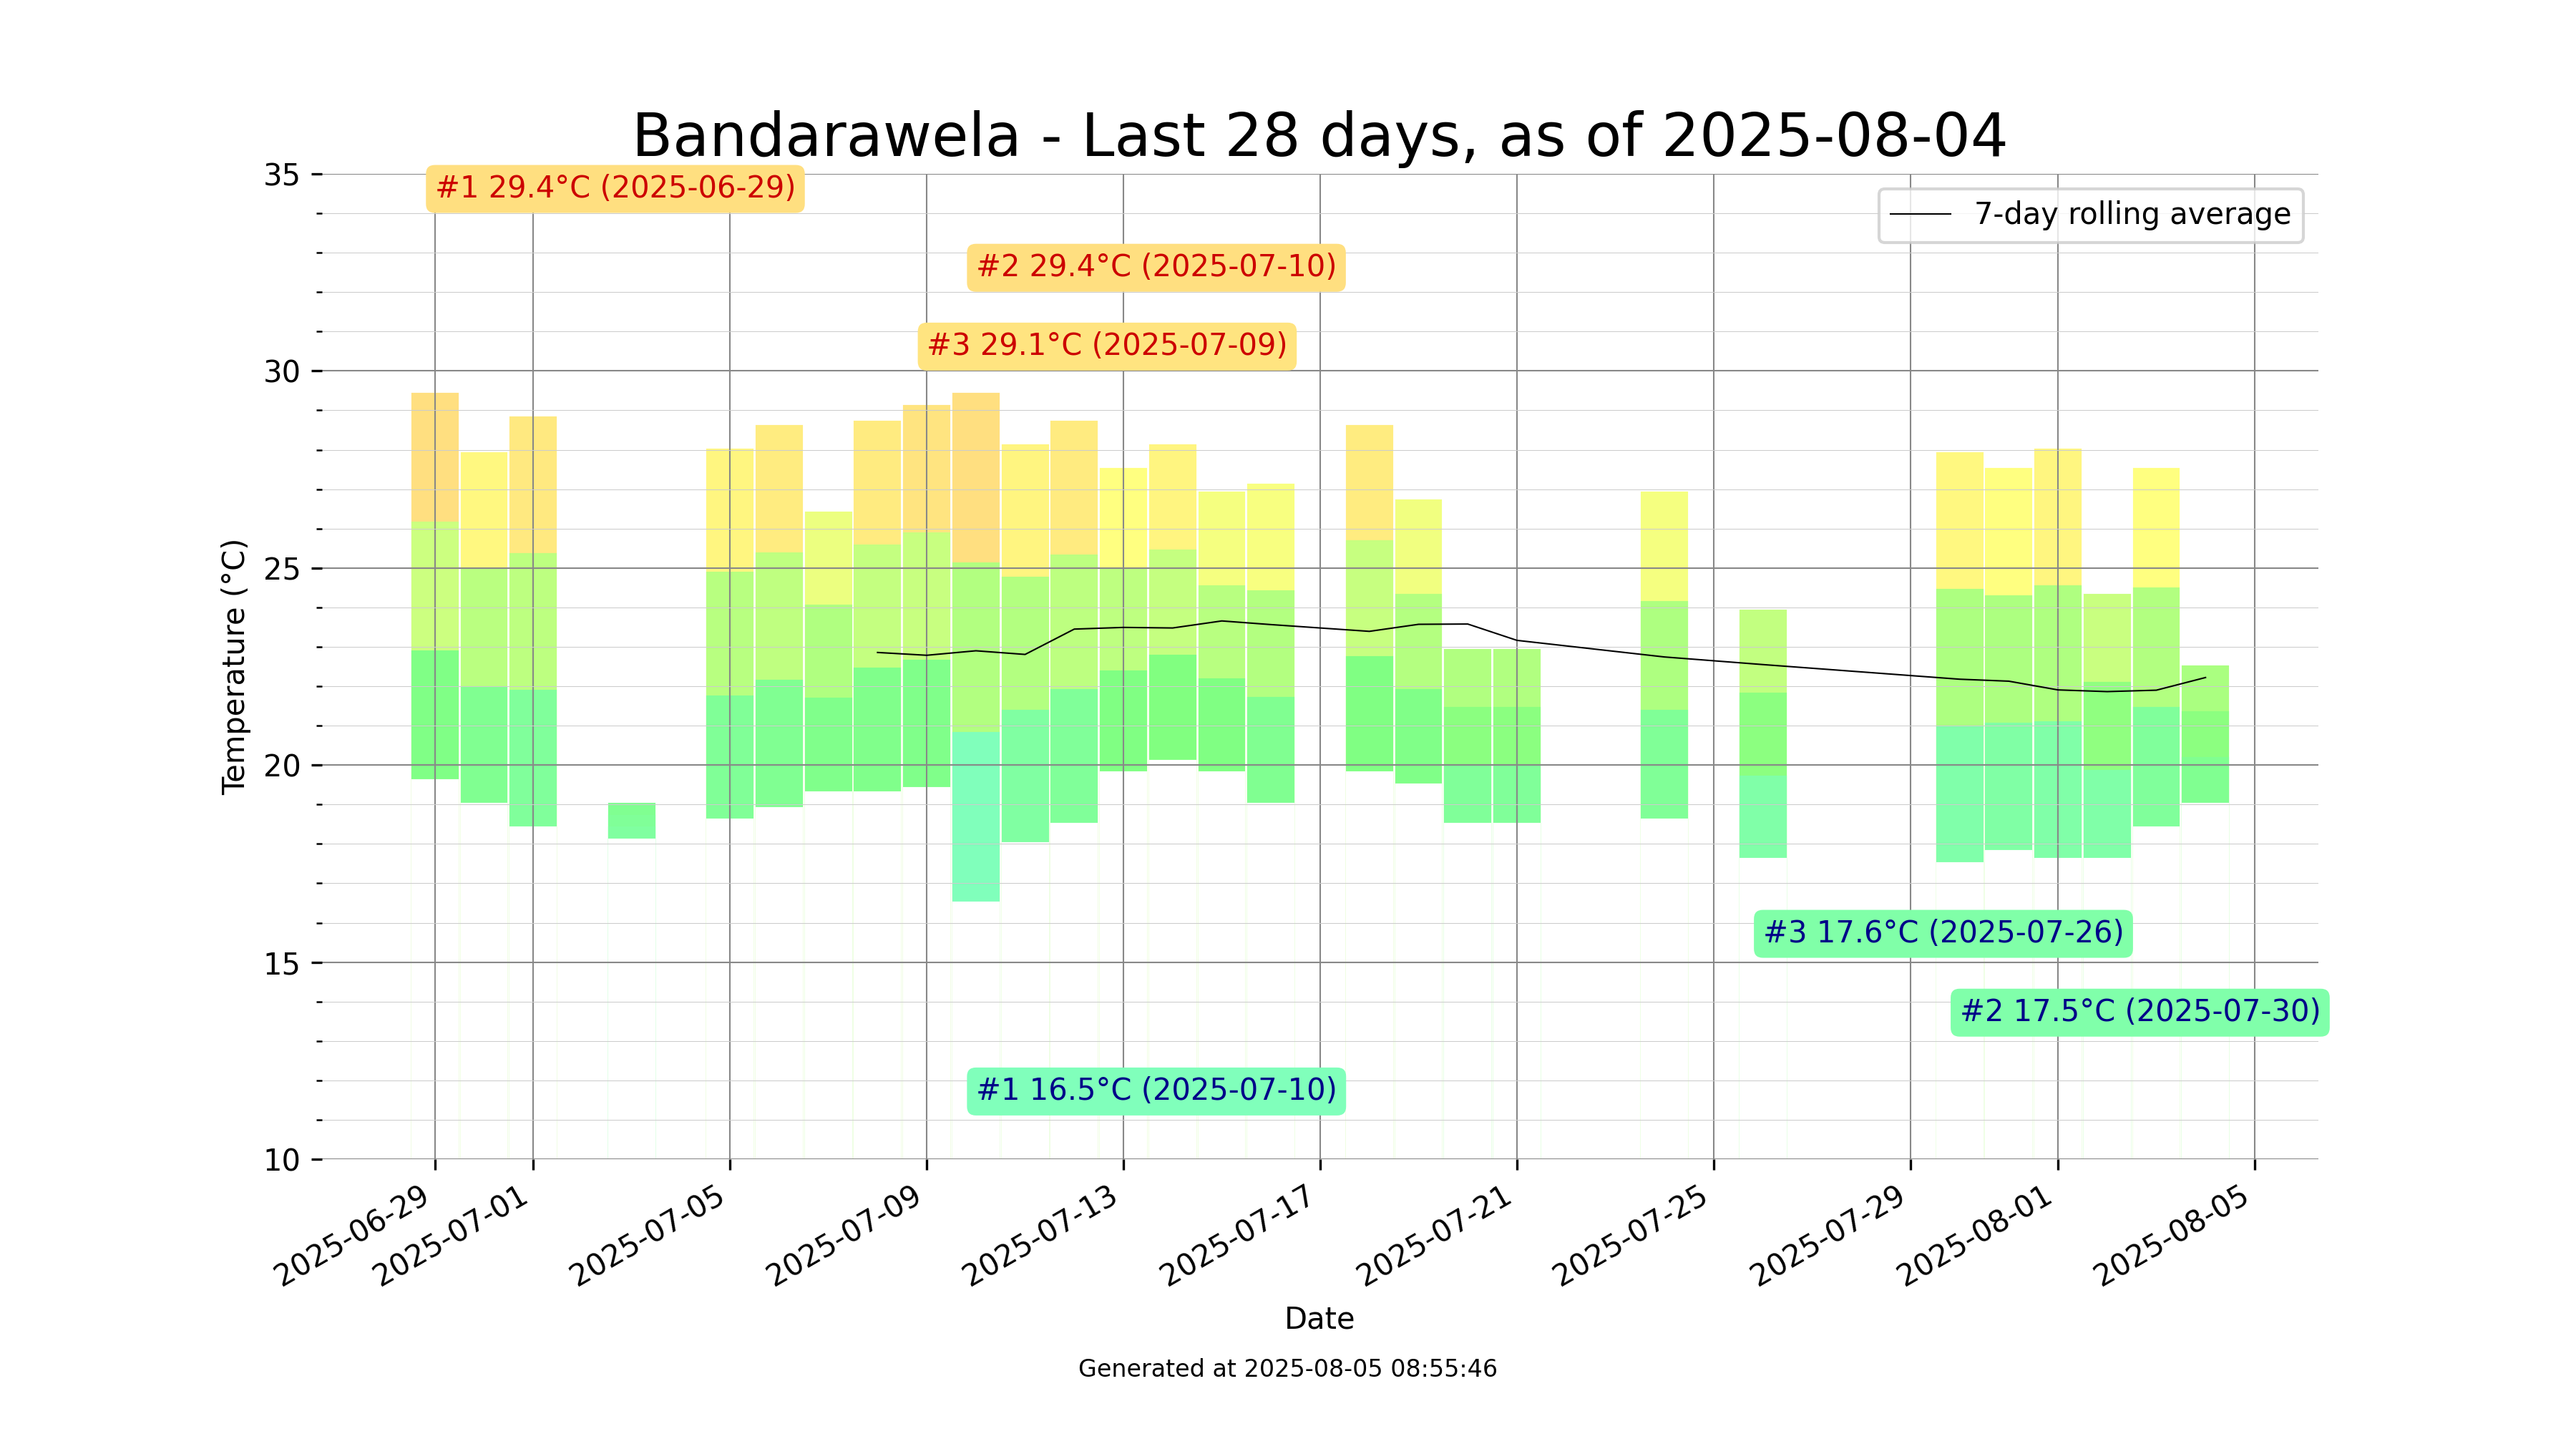 Bandarawela - Last 28 days, as of 2025-08-04
35
#1 29.4°C (2025-06-29)
7-day rolling average
#2 29.4°C (2025-07-10)
#3 29.1°C (2025-07-09)
30
25
Temperature (°C)
20
#3 17.6°C (2025-07-26)
15
#2 17.5°C (2025-07-30)
#1 16.5°C (2025-07-10)
10
2025-06-29
2025-07-01
2025-07-05
2025-07-09
2025-07-13
2025-07-17
2025-07-21
2025-07-25
2025-07-29
2025-08-01
2025-08-05
Date
Generated at 2025-08-05 08:55:46